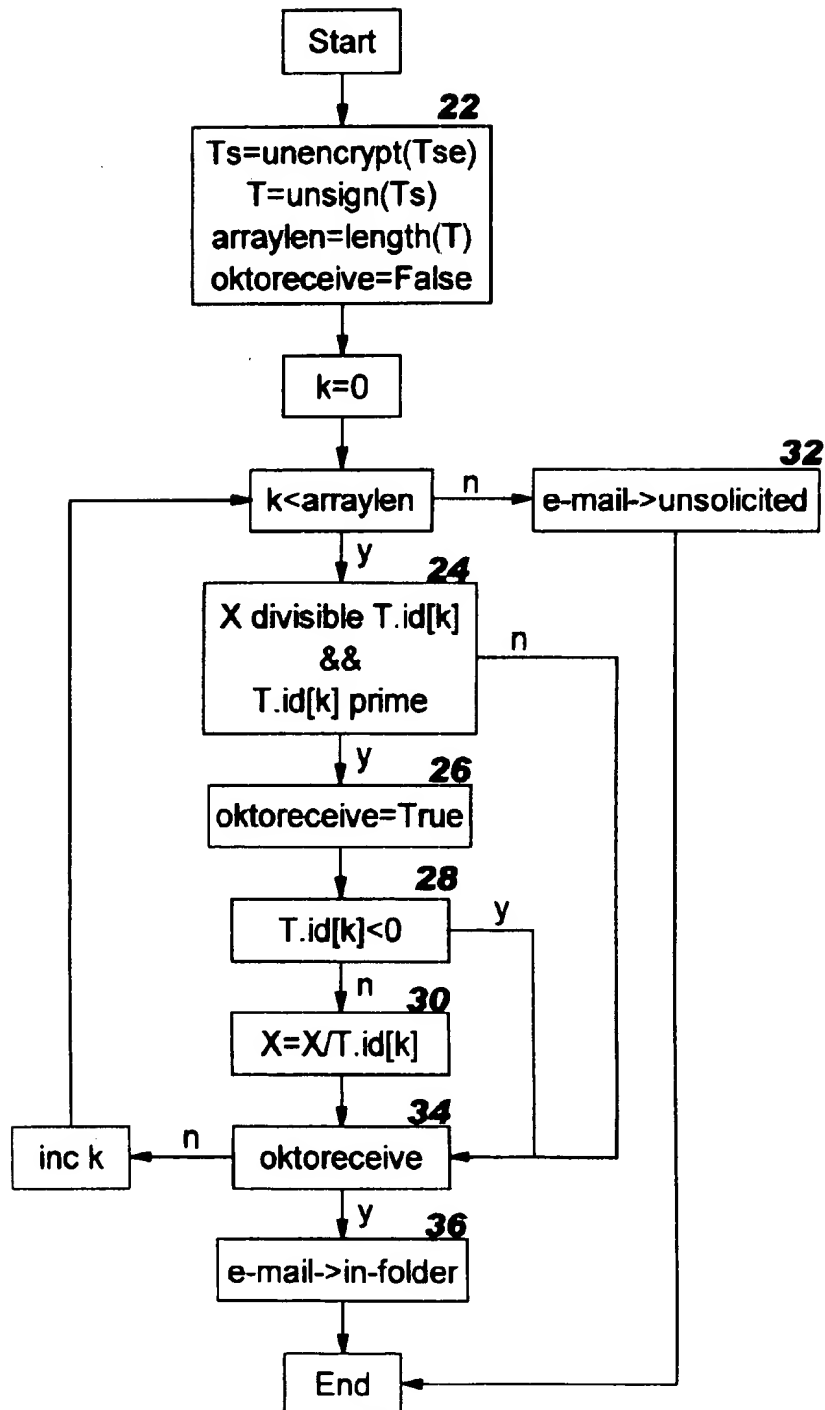 Start
22
Ts=unencrypt(Tse)
T=unsign(Ts)
arraylen=length(T)
oktoreceive=False
k=0
k<arraylen
n
32
e-mail->unsolicited
y
24
X divisible T.id[k]
&&
T.id[k] prime
n
y
26
oktoreceive=True
28
T.id[k]<0
y
n
30
X=X/T.id[k]
34
oktoreceive
n
inc k
y
36
e-mail->in-folder
End